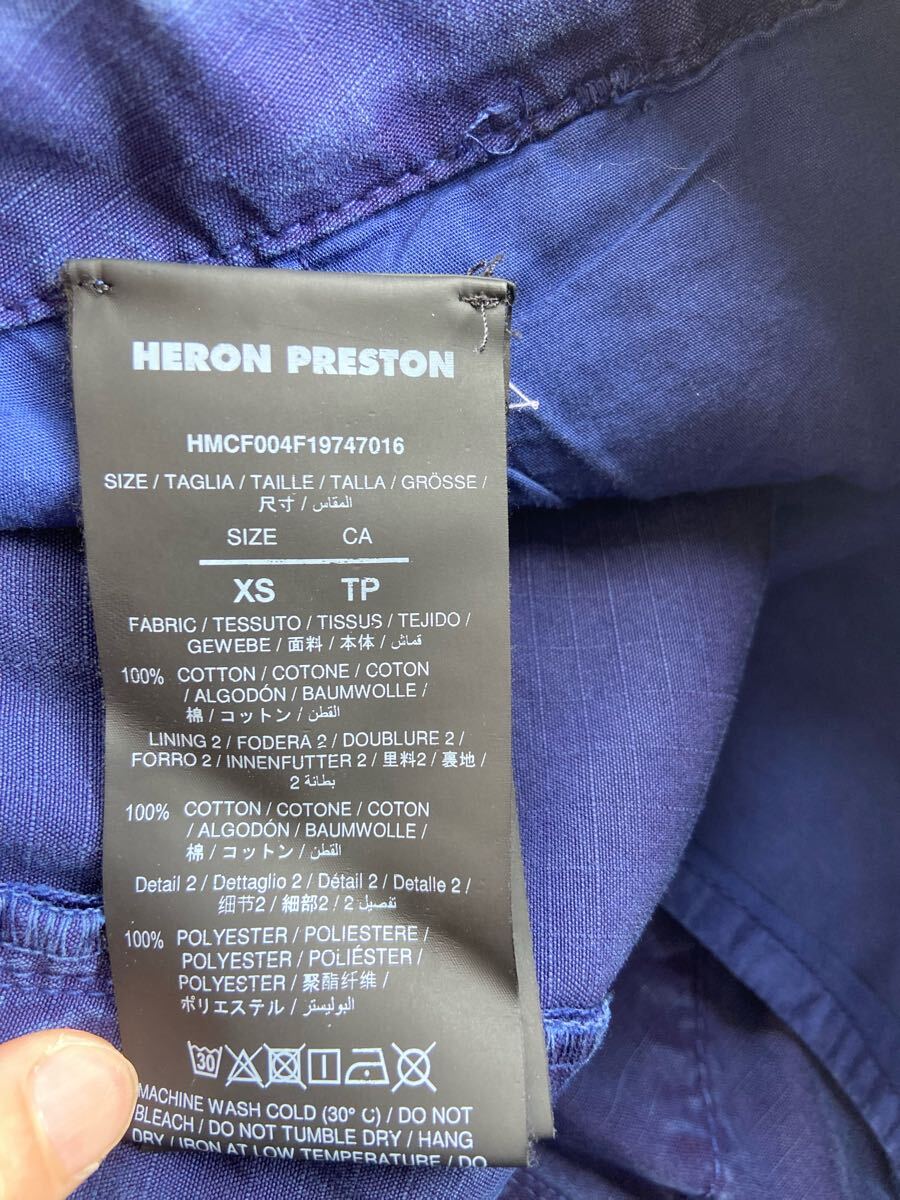 HERON PRESTON
HMCF004F19747016
SIZE / TAGLIA / TAILLE / TALLA / GRÖSSE /
尺寸 / المقاس /
SIZE CA
XS TP
FABRIC / TESSUTO / TISSUS / TEJIDO /
GEWEBE / 面料 / 本体 / قماش /
100% COTTON / COTONE / COTON
/ ALGODÓN / BAUMWOLLE /
棉 / コットン / القطن /
LINING 2 / FODERA 2 / DOUBLURE 2 /
FORRO 2 / INNENFUTTER 2 / 里料2 / 裏地 /
بطانة 2
100% COTTON / COTONE / COTON
/ ALGODÓN / BAUMWOLLE /
棉 / コットン / القطن /
Detail 2 / Dettaglio 2 / Détail 2 / Detalle 2 /
细节2 / 細部2 / تفصيل 2 /
100% POLYESTER / POLIESTERE /
POLYESTER / POLIÉSTER /
POLYESTER / 聚酯纤维 /
ポリエステル / البوليستر /
30
MACHINE WASH COLD (30° C) / DO NOT
BLEACH / DO NOT TUMBLE DRY / HANG
DRY / IRON AT LOW TEMPERATURE / DO